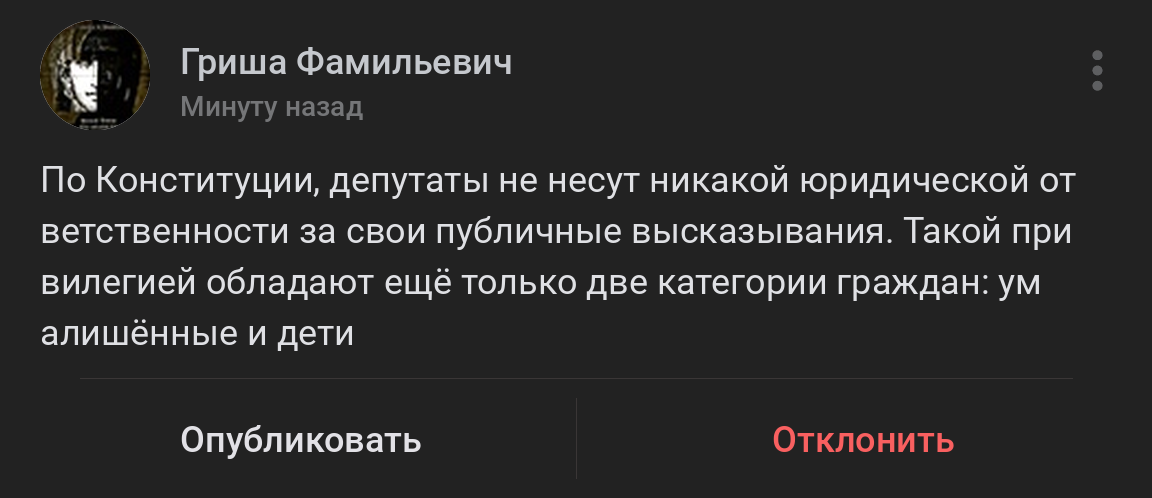 Гриша Фамильевич
Минуту назад
По Конституции, депутаты не несут никакой юридической от
ветственности за свои публичные высказывания. Такой при
вилегией обладают ещё только две категории граждан: ум
алишённые и дети
Опубликовать
Отклонить